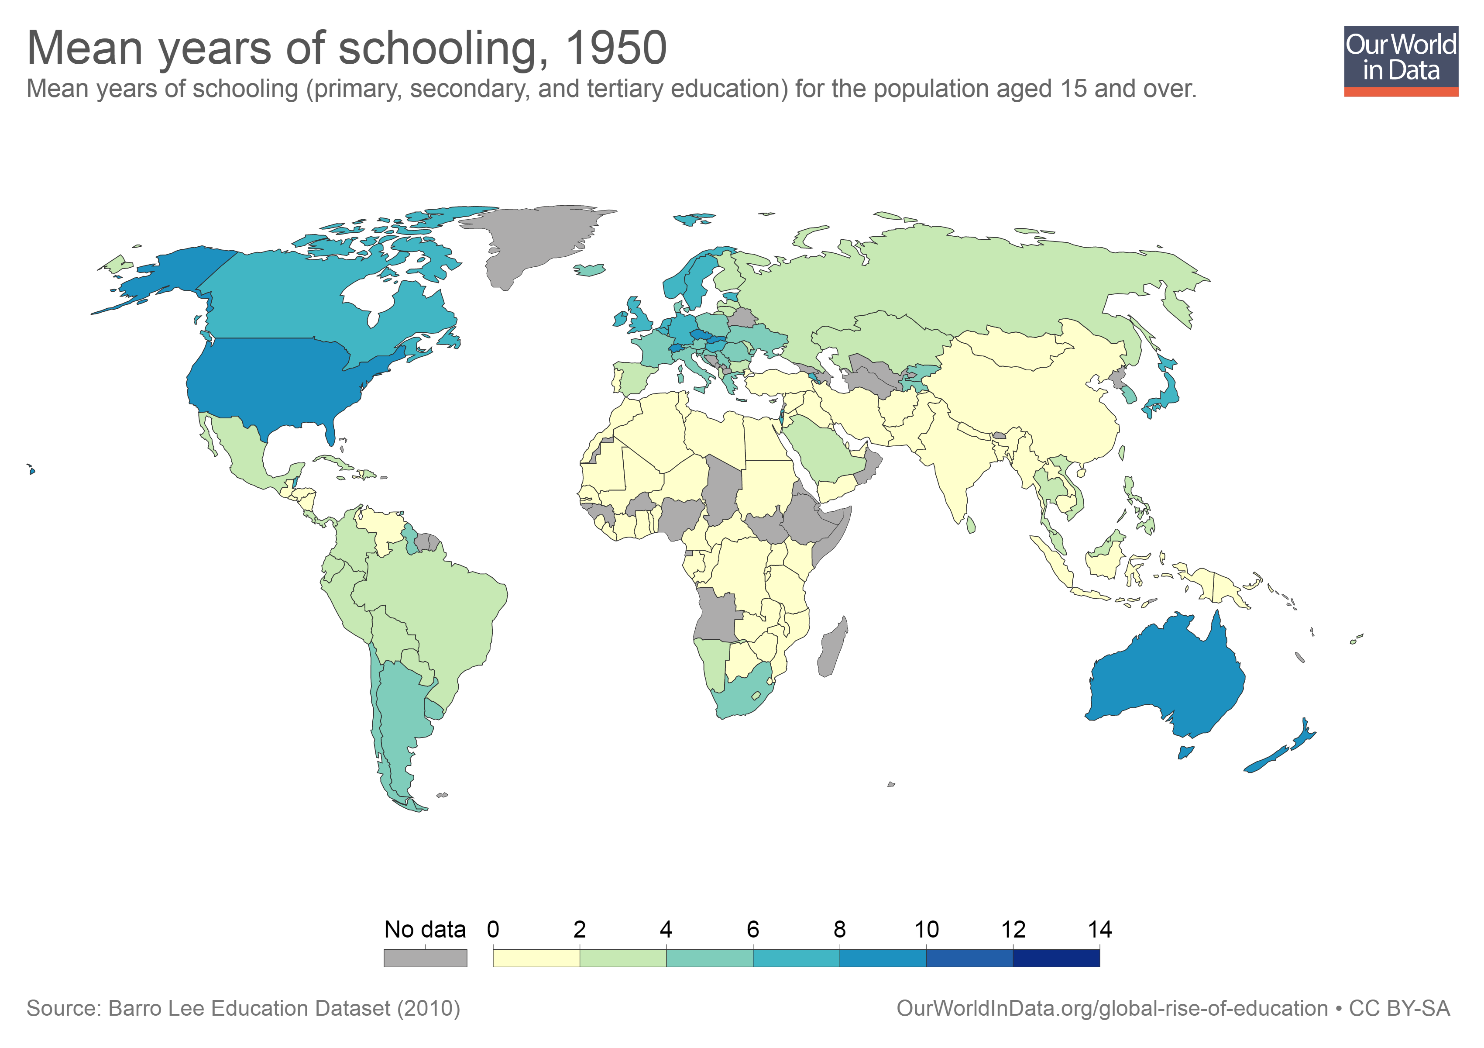 Mean years of schooling, 1950
Mean years of schooling (primary, secondary, and tertiary education) for the population aged 15 and over.
Our World
in Data
No data 0 2 4 6 8 10 12 14
Source: Barro Lee Education Dataset (2010)
OurWorldInData.org/global-rise-of-education • CC BY-SA